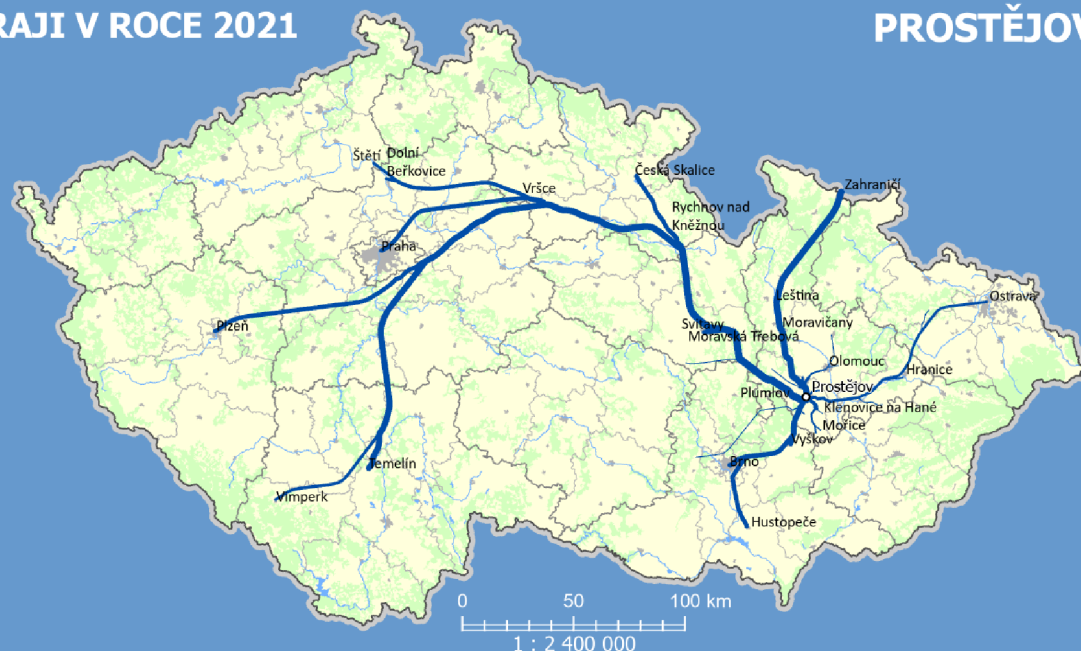 RAJI V ROCE 2021
PROSTĚJOV
Štětí
Dolní
Beřkovice
Vršce
Česká Skalice
Zahraničí
Rychnov nad
Kněžnou
Praha
Leština
Ostrava
Plzeň
Svitavy
Moravičany
Moravská Třebová
Olomouc
Hranice
Prostějov
Plumlov
Klenovice na Hané
Mořice
Vyškov
Brno
Temelín
Vimperk
Hustopeče
0 50 100 km
1 : 2 400 000